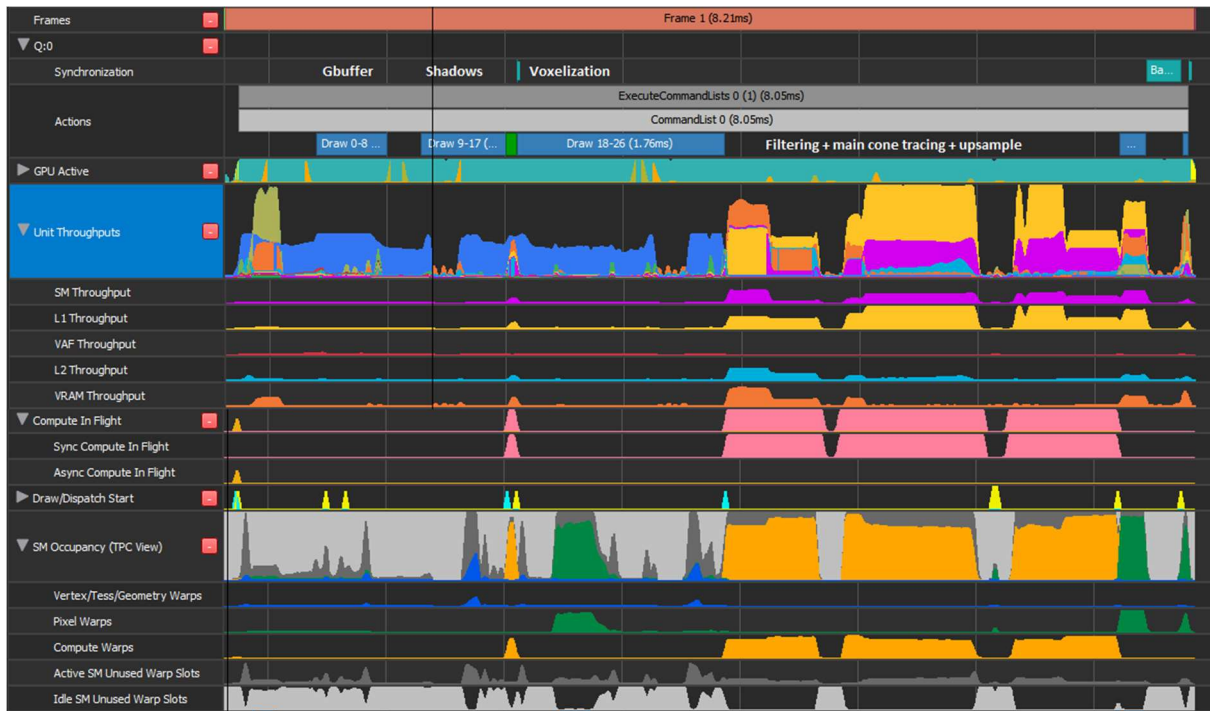 Frames
Frame 1 (8.21ms)
Q:0
Synchronization
Gbuffer Shadows Voxelization
Ba...
ExecuteCommandLists 0 (1) (8.05ms)
Actions
CommandList 0 (8.05ms)
Draw 0-8 ... Draw 9-17 (... Draw 18-26 (1.76ms) Filtering + main cone tracing + upsample ...
GPU Active
Unit Throughputs
SM Throughput
L1 Throughput
VAF Throughput
L2 Throughput
VRAM Throughput
Compute In Flight
Sync Compute In Flight
Async Compute In Flight
Draw/Dispatch Start
SM Occupancy (TPC View)
Vertex/Tess/Geometry Warps
Pixel Warps
Compute Warps
Active SM Unused Warp Slots
Idle SM Unused Warp Slots